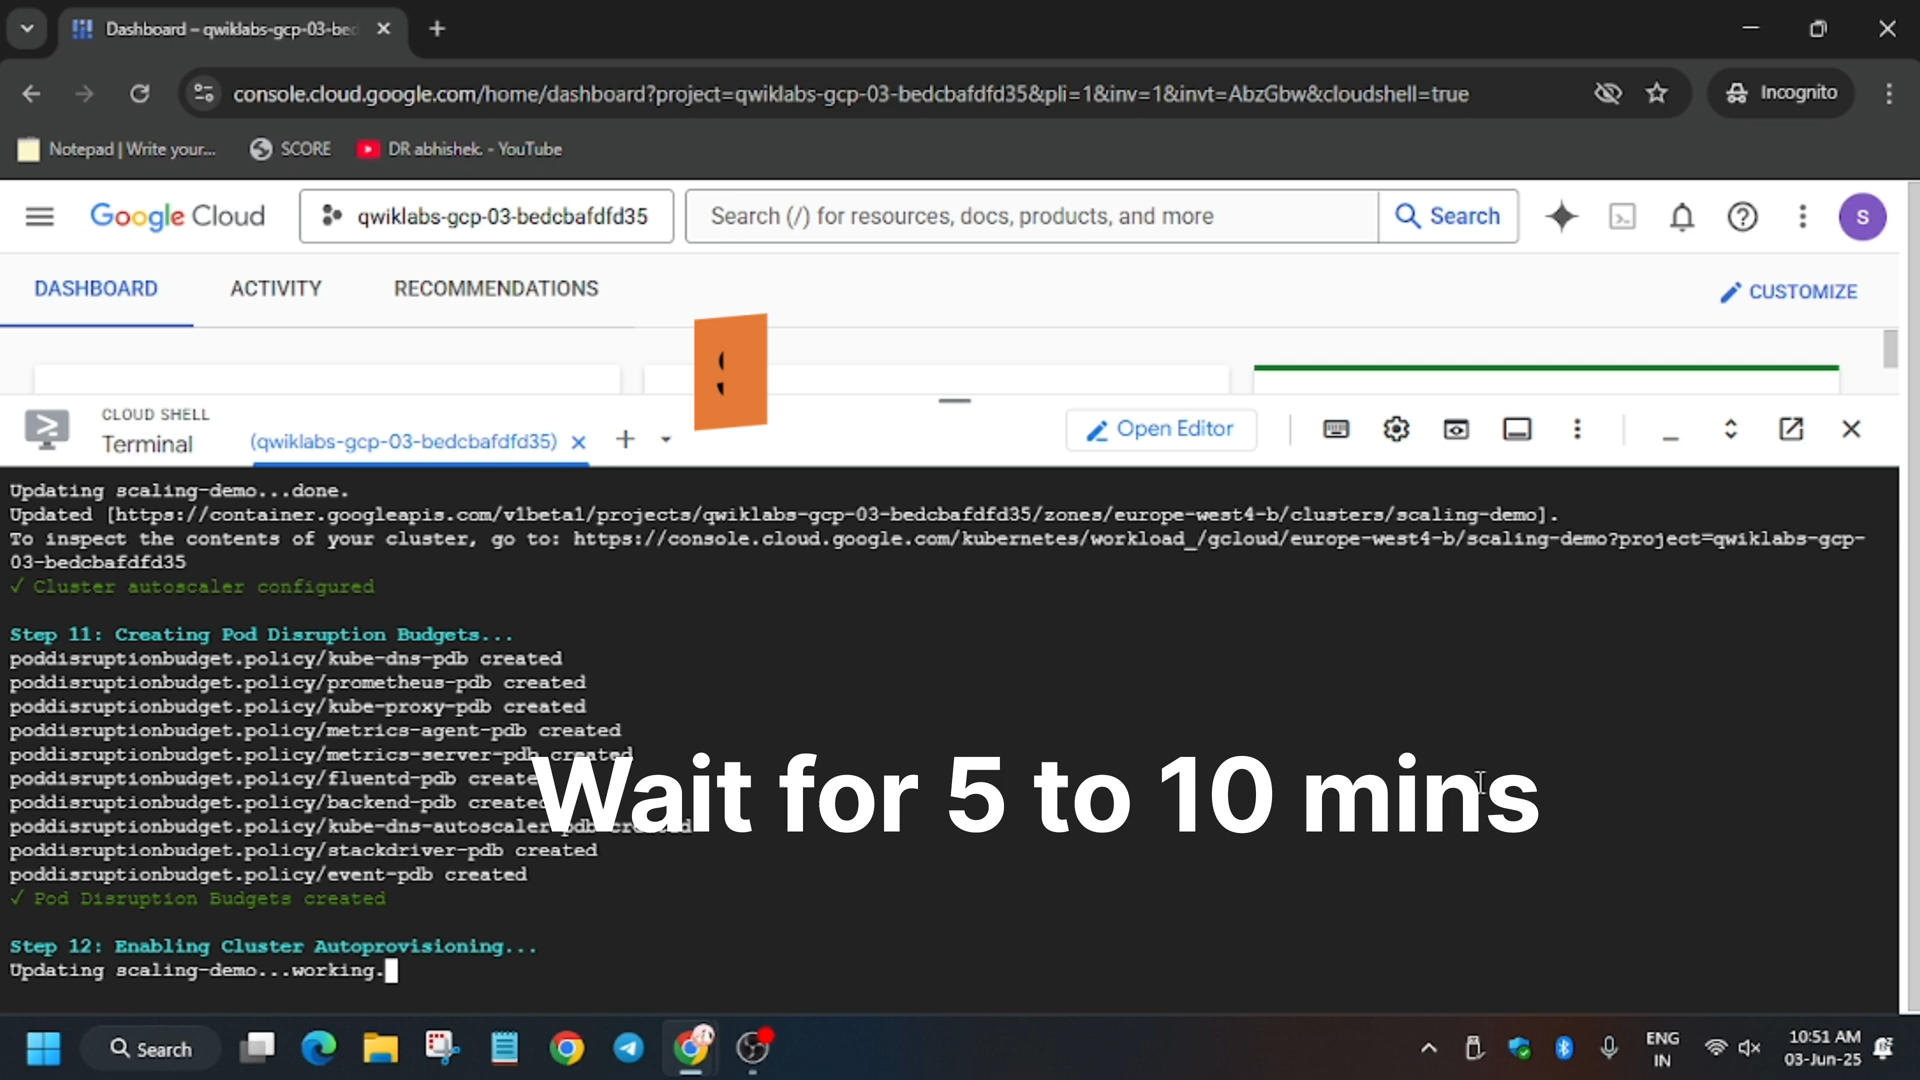 Dashboard – qwiklabs-gcp-03-bed
console.cloud.google.com/home/dashboard?project=qwiklabs-gcp-03-bedcbafdfd35&pli=1&inv=1&invt=AbzGbw&cloudshell=true
Incognito
Notepad | Write your...
SCORE
DR abhishek. - YouTube
Google Cloud
qwiklabs-gcp-03-bedcbafdfd35
Search (/) for resources, docs, products, and more
Search
S
DASHBOARD
ACTIVITY
RECOMMENDATIONS
CUSTOMIZE
CLOUD SHELL
Terminal
(qwiklabs-gcp-03-bedcbafdfd35)
Open Editor
Updating scaling-demo...done.
Updated [https://container.googleapis.com/v1beta1/projects/qwiklabs-gcp-03-bedcbafdfd35/zones/europe-west4-b/clusters/scaling-demo].
To inspect the contents of your cluster, go to: https://console.cloud.google.com/kubernetes/workload_/gcloud/europe-west4-b/scaling-demo?project=qwiklabs-gcp-
03-bedcbafdfd35
✓ Cluster autoscaler configured
Step 11: Creating Pod Disruption Budgets...
poddisruptionbudget.policy/kube-dns-pdb created
poddisruptionbudget.policy/prometheus-pdb created
poddisruptionbudget.policy/kube-proxy-pdb created
poddisruptionbudget.policy/metrics-agent-pdb created
poddisruptionbudget.policy/metrics-server-pdb created
poddisruptionbudget.policy/fluentd-pdb create
poddisruptionbudget.policy/backend-pdb created
poddisruptionbudget.policy/kube-dns-autoscaler-pdb created
poddisruptionbudget.policy/stackdriver-pdb created
poddisruptionbudget.policy/event-pdb created
✓ Pod Disruption Budgets created
Wait for 5 to 10 mins
Step 12: Enabling Cluster Autoprovisioning...
Updating scaling-demo...working.
Search
ENG
IN
10:51 AM
03-Jun-25